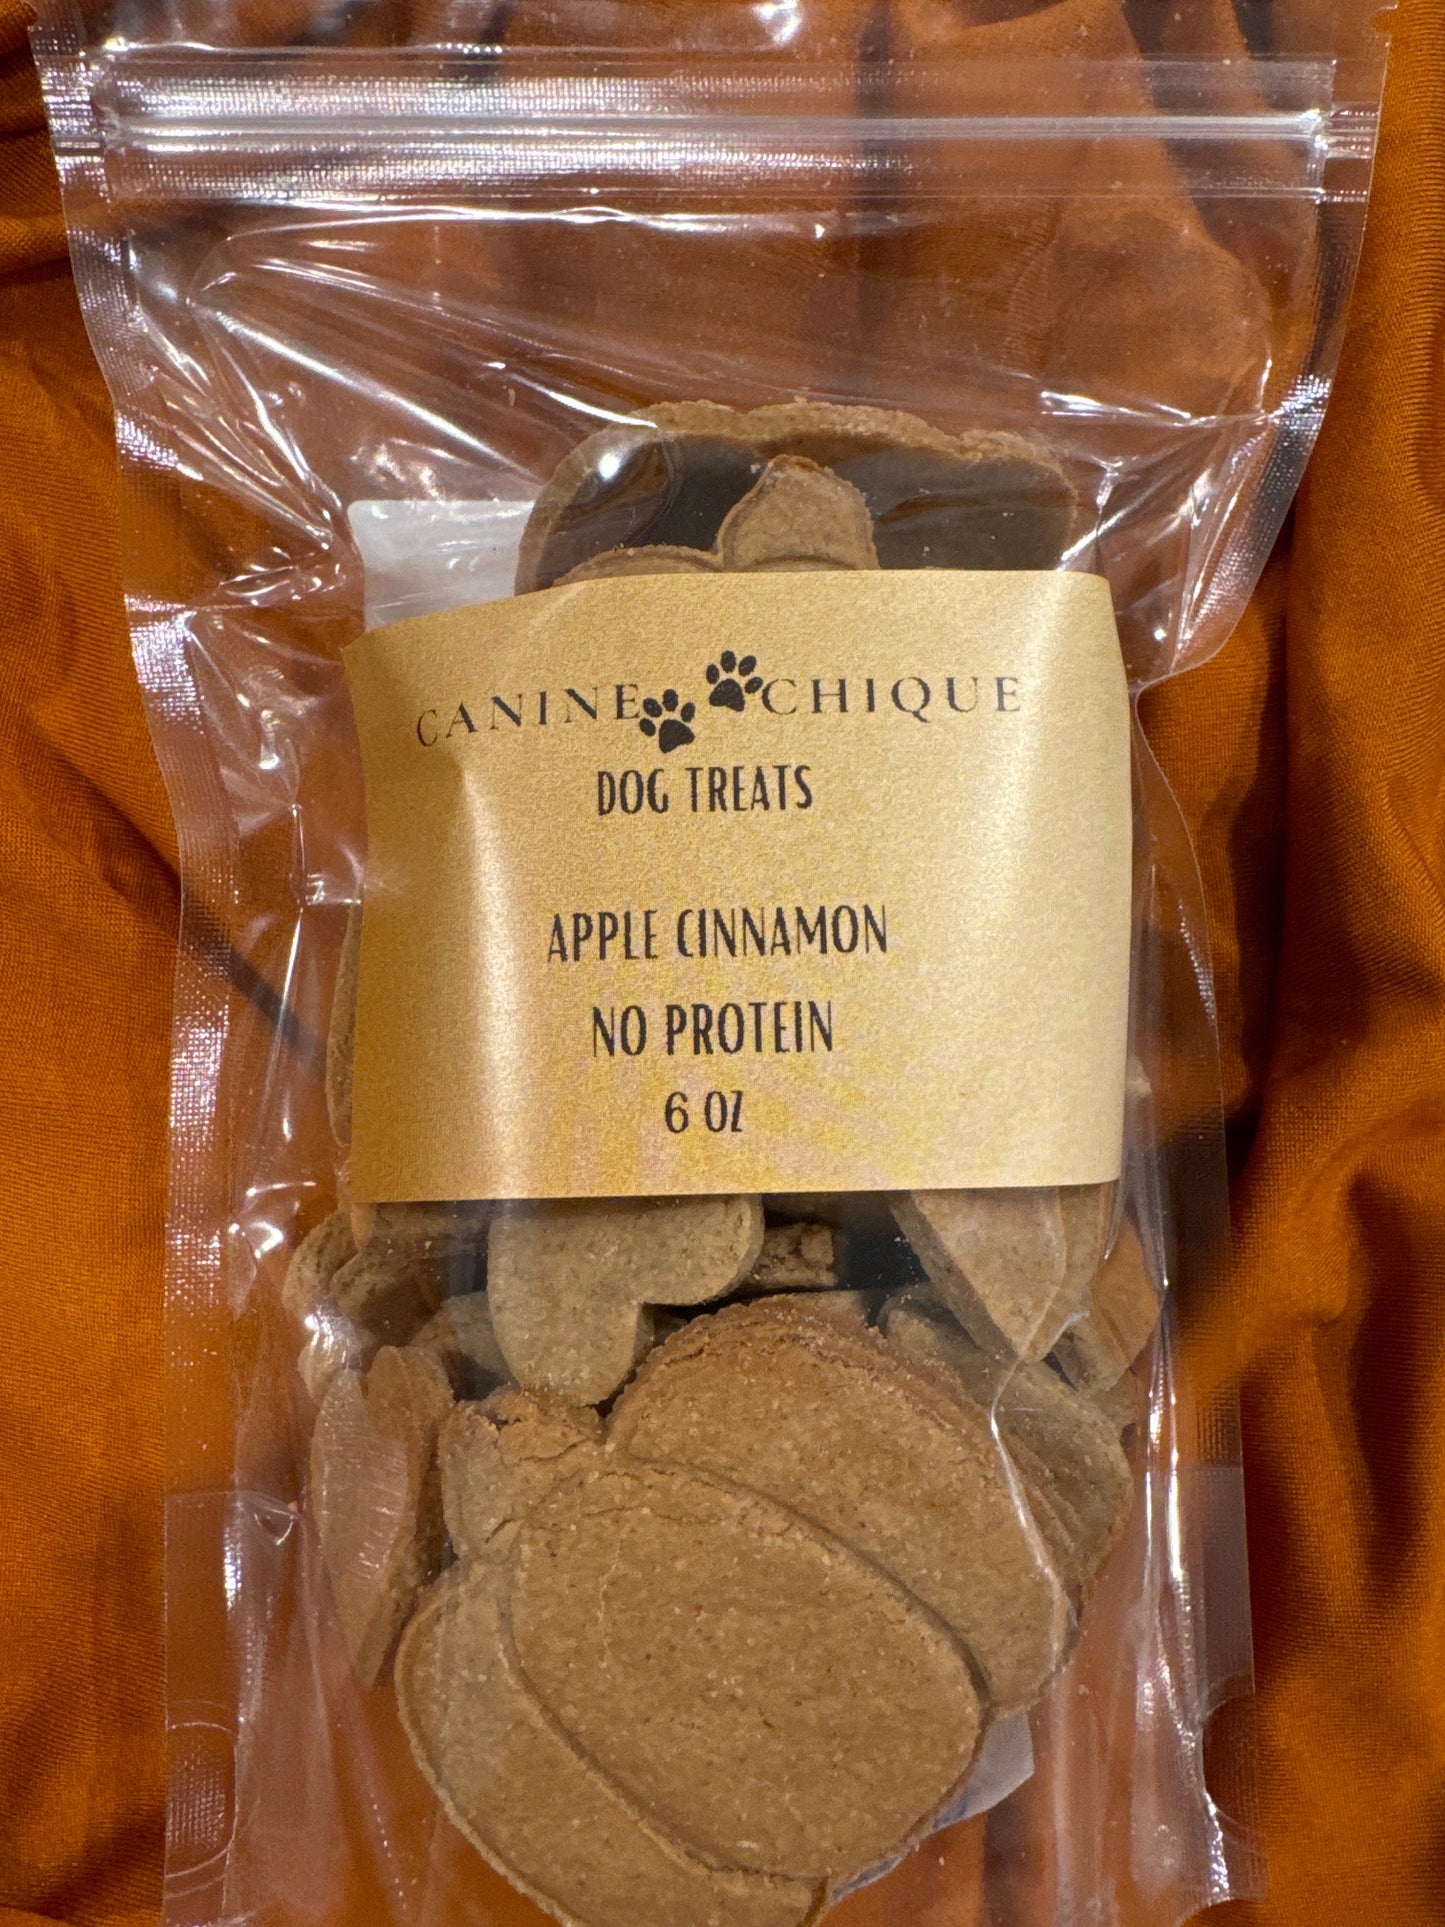 CANINE CHIQUE
DOG TREATS
APPLE CINNAMON
NO PROTEIN
6 OZ